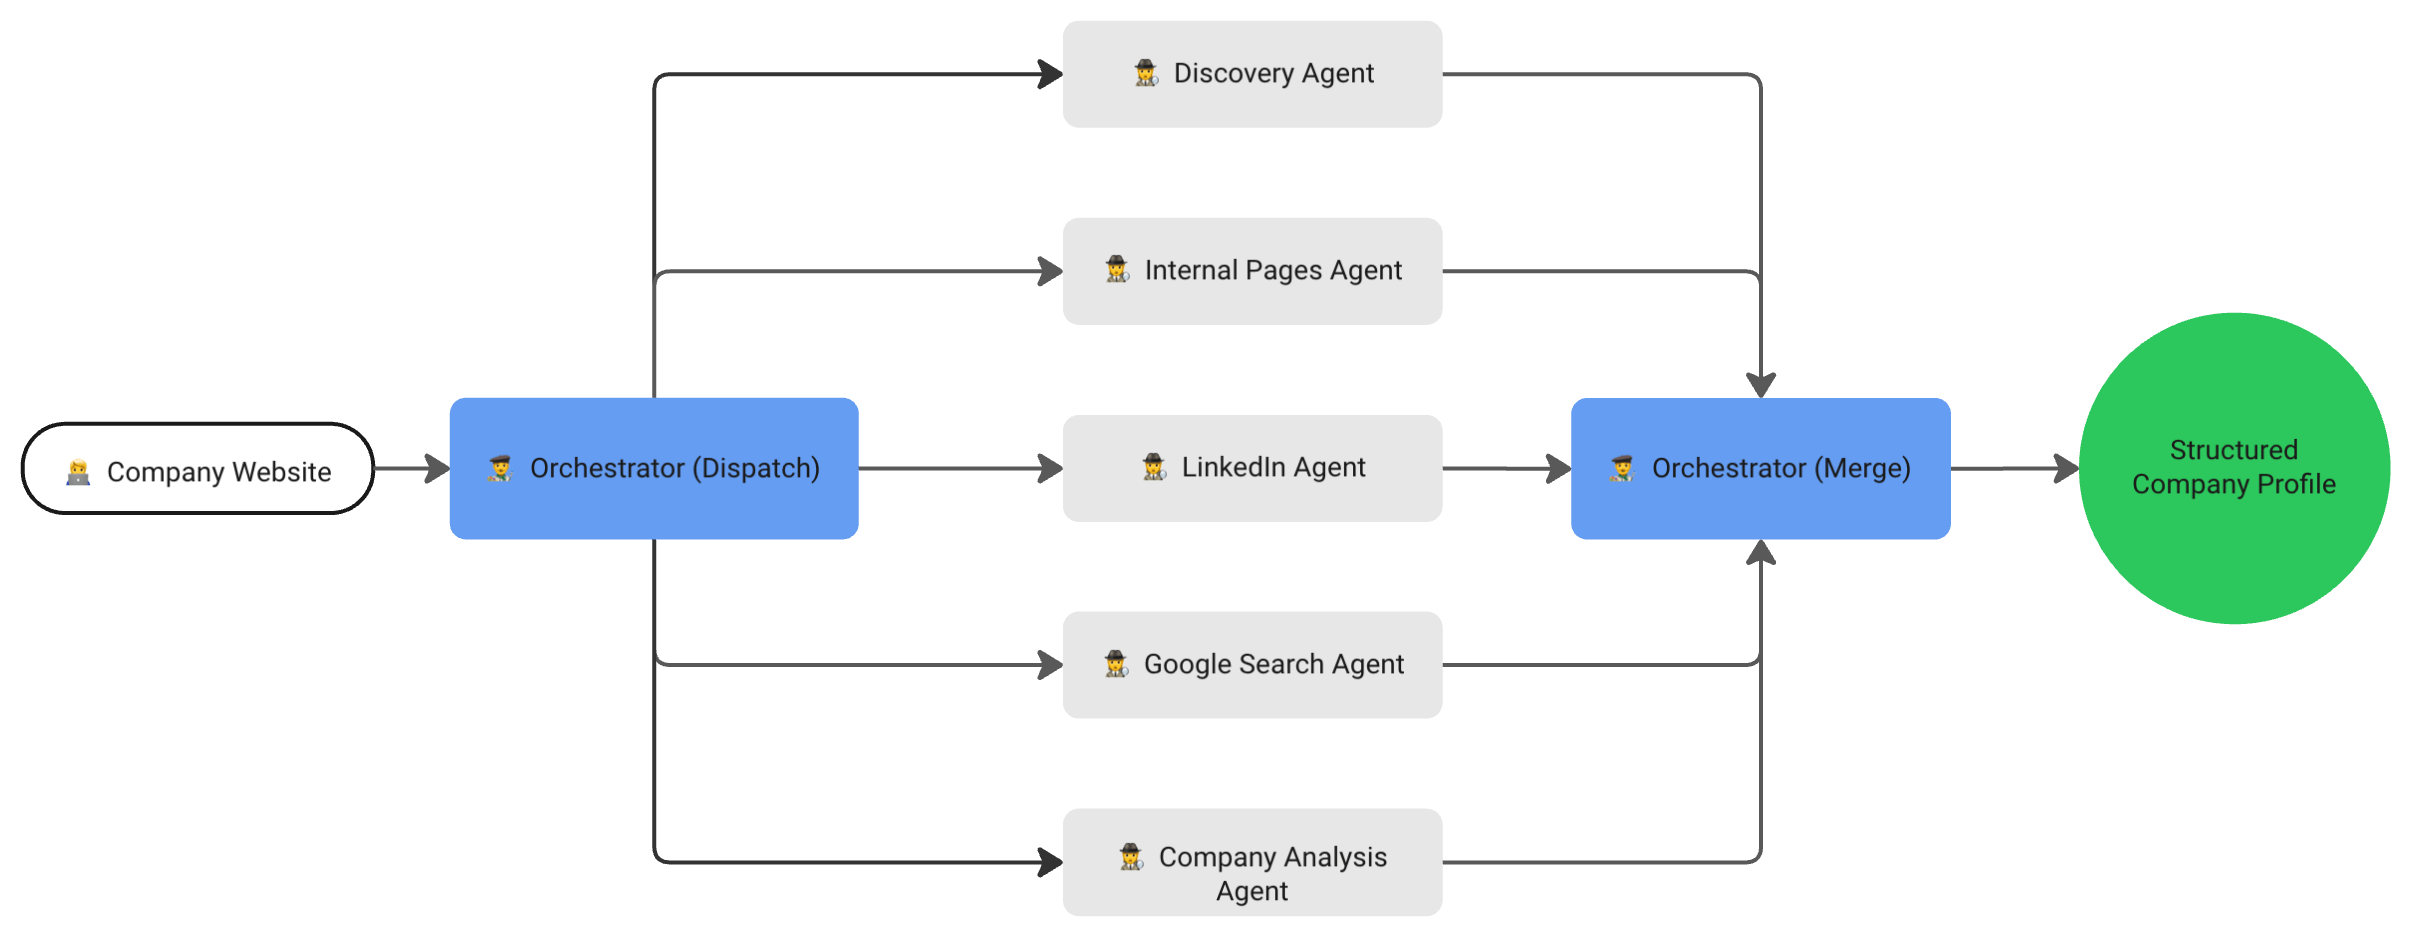 Company Website
Orchestrator (Dispatch)
Discovery Agent
Internal Pages Agent
LinkedIn Agent
Google Search Agent
Company Analysis
Agent
Orchestrator (Merge)
Structured
Company Profile